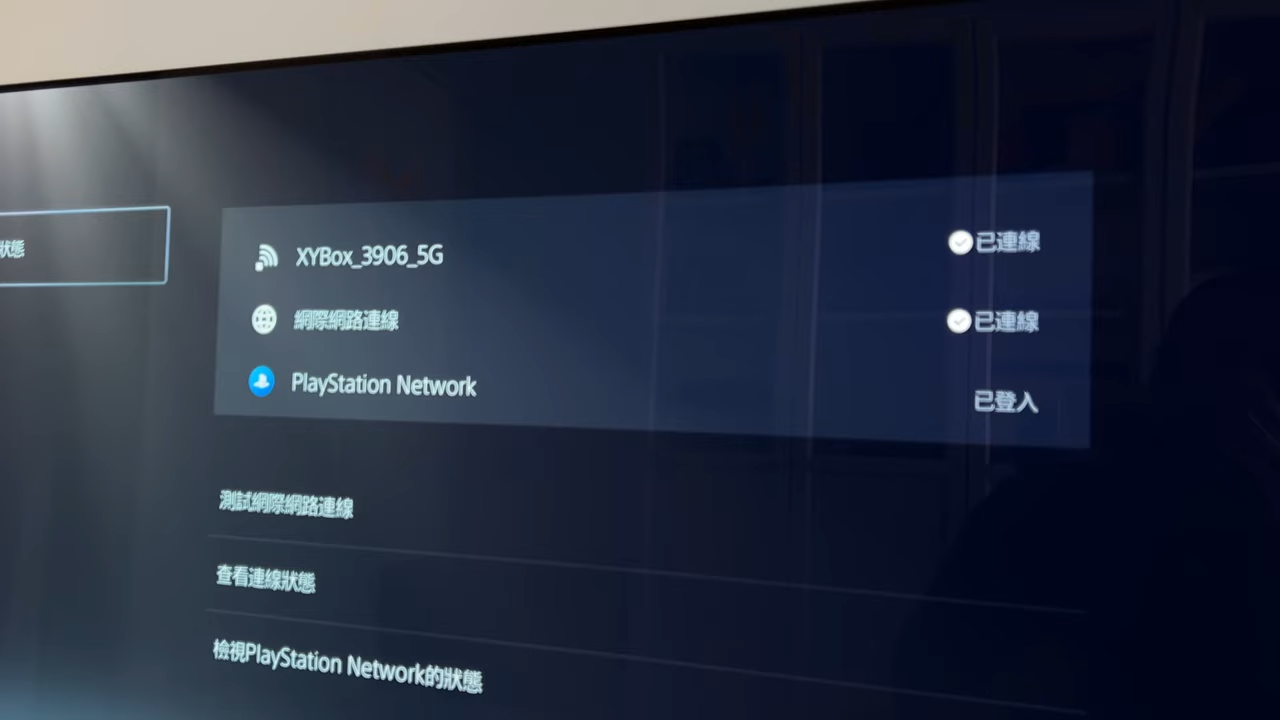 狀態
XYBox_3906_5G
已連線
網際網路連線
已連線
PlayStation Network
已登入
測試網際網路連線
查看連線狀態
檢視PlayStation Network的狀態